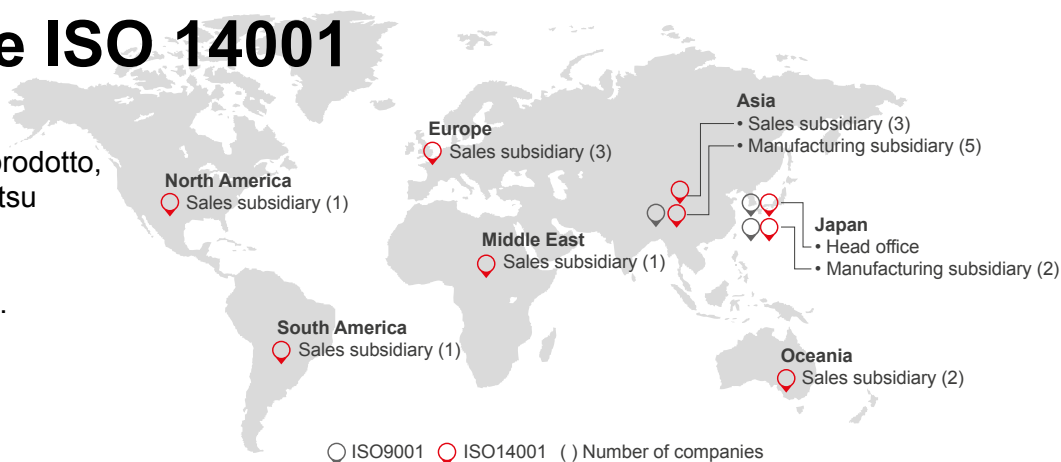 e ISO 14001
prodotto,
tsu
.
North America
Sales subsidiary (1)
Europe
Sales subsidiary (3)
Asia
• Sales subsidiary (3)
• Manufacturing subsidiary (5)
Middle East
Sales subsidiary (1)
Japan
• Head office
• Manufacturing subsidiary (2)
South America
Sales subsidiary (1)
Oceania
Sales subsidiary (2)
ISO9001 ISO14001 ( ) Number of companies